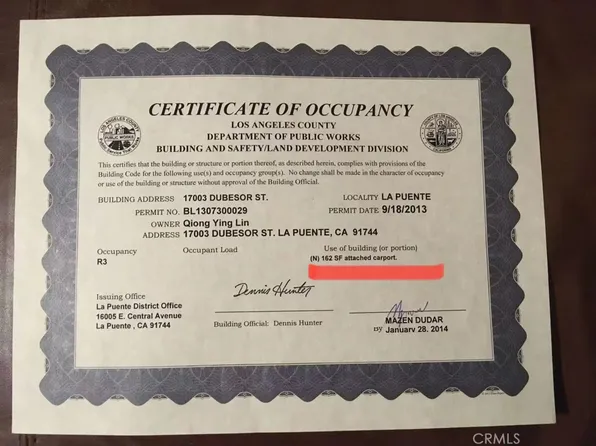 CERTIFICATE OF OCCUPANCY
LOS ANGELES COUNTY
DEPARTMENT OF PUBLIC WORKS
BUILDING AND SAFETY/LAND DEVELOPMENT DIVISION
This certifies that the building or structure or portion thereof, as described herein, complies with provisions of the
Building Code for the following use(s) and occupancy group(s). No change shall be made in the character of occupancy
or use of the building or structure without approval of the Building Official.
BUILDING ADDRESS 17003 DUBESOR ST. LOCALITY LA PUENTE
PERMIT NO. BL1307300029 PERMIT DATE 9/18/2013
OWNER Qiong Ying Lin
ADDRESS 17003 DUBESOR ST. LA PUENTE, CA 91744
Occupancy Occupant Load Use of building (or portion)
R3 (N) 162 SF attached carport.
Dennis Hunter
Issuing Office
La Puente District Office
16005 E. Central Avenue
La Puente , CA 91744
Building Official: Dennis Hunter
MAZEN DUDAR
By January 28, 2014
CRMLS